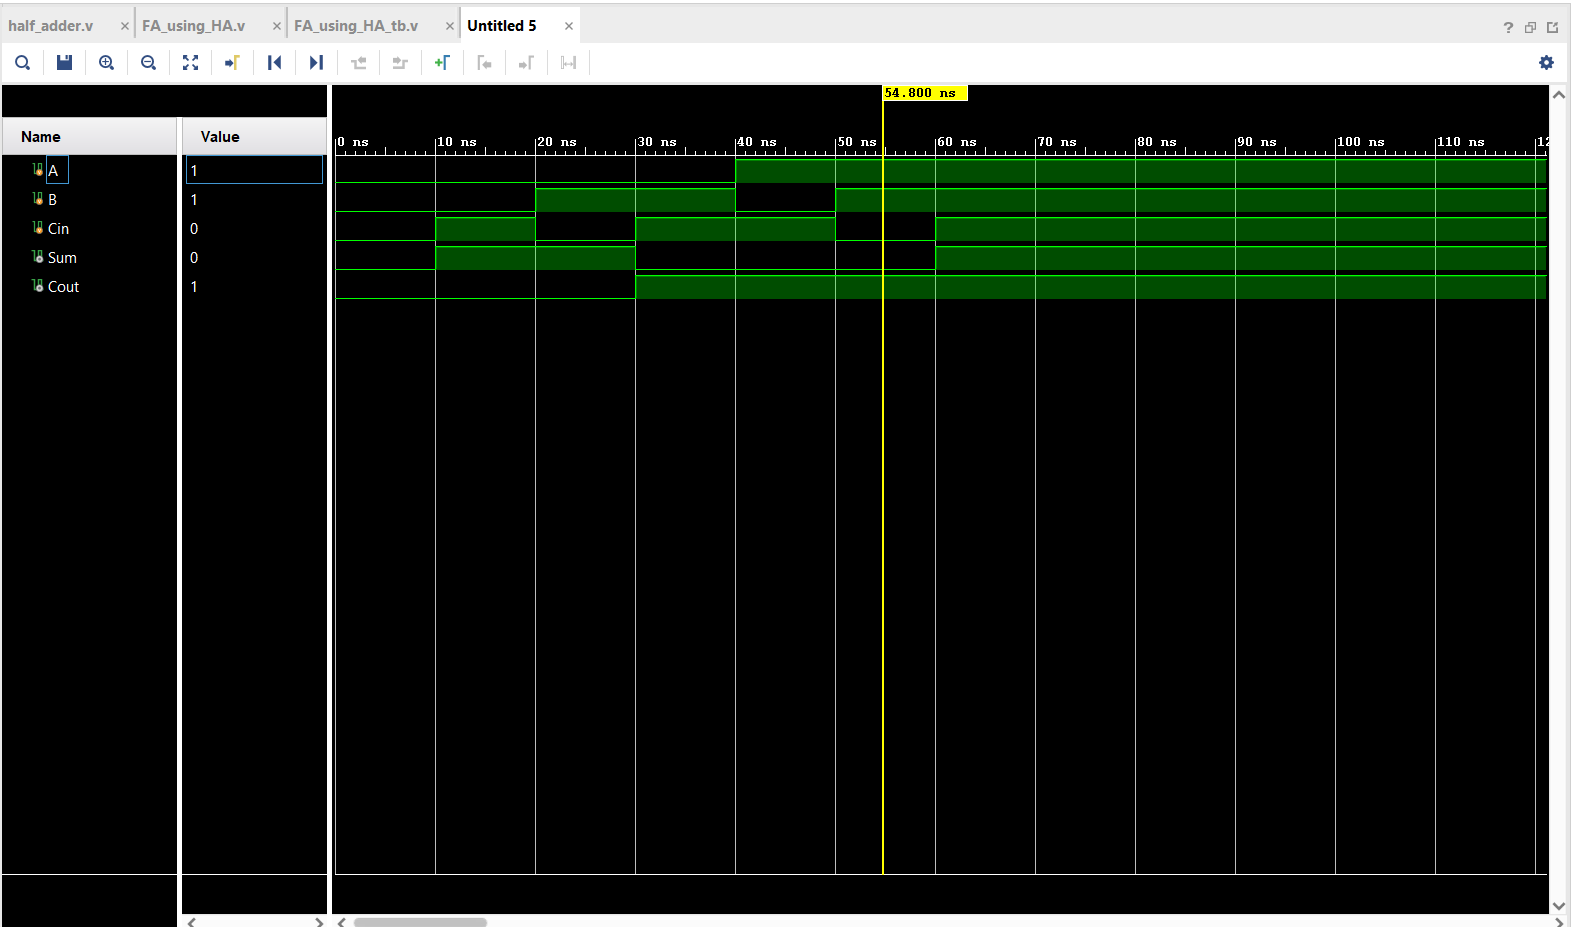 half_adder.v × FA_using_HA.v × FA_using_HA_tb.v × Untitled 5 ×
?
54.800 ns
Name Value
0 ns 10 ns 20 ns 30 ns 40 ns 50 ns 60 ns 70 ns 80 ns 90 ns 100 ns 110 ns 12
A 1
B 1
Cin 0
Sum 0
Cout 1